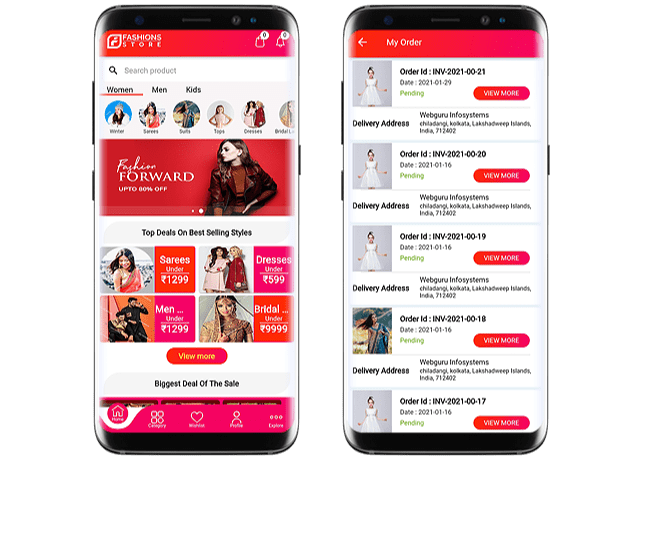 FASHIONS
STORE
0
0
Search product
Women Men Kids
Winter Sarees Suits Tops Dresses Bridal L
Fashion
FORWARD
UPTO 80% OFF
Top Deals On Best Selling Styles
Sarees
Under
₹1299
Dresses
Under
₹599
Men ...
Under
₹1299
Bridal ...
Under
₹9999
View more
Biggest Deal Of The Sale
Home Category Wishlist Profile Explore
My Order
Order Id : INV-2021-00-21
Date : 2021-01-29
Pending
VIEW MORE
Delivery Address
Webguru Infosystems
chiladangi, kolkata, Lakshadweep Islands,
India, 712402
Order Id : INV-2021-00-20
Date : 2021-01-16
Pending
VIEW MORE
Delivery Address
Webguru Infosystems
chiladangi, kolkata, Lakshadweep Islands,
India, 712402
Order Id : INV-2021-00-19
Date : 2021-01-16
Pending
VIEW MORE
Delivery Address
Webguru Infosystems
chiladangi, kolkata, Lakshadweep Islands,
India, 712402
Order Id : INV-2021-00-18
Date : 2021-01-16
Pending
VIEW MORE
Delivery Address
Webguru Infosystems
chiladangi, kolkata, Lakshadweep Islands,
India, 712402
Order Id : INV-2021-00-17
Date : 2021-01-16
Pending
VIEW MORE